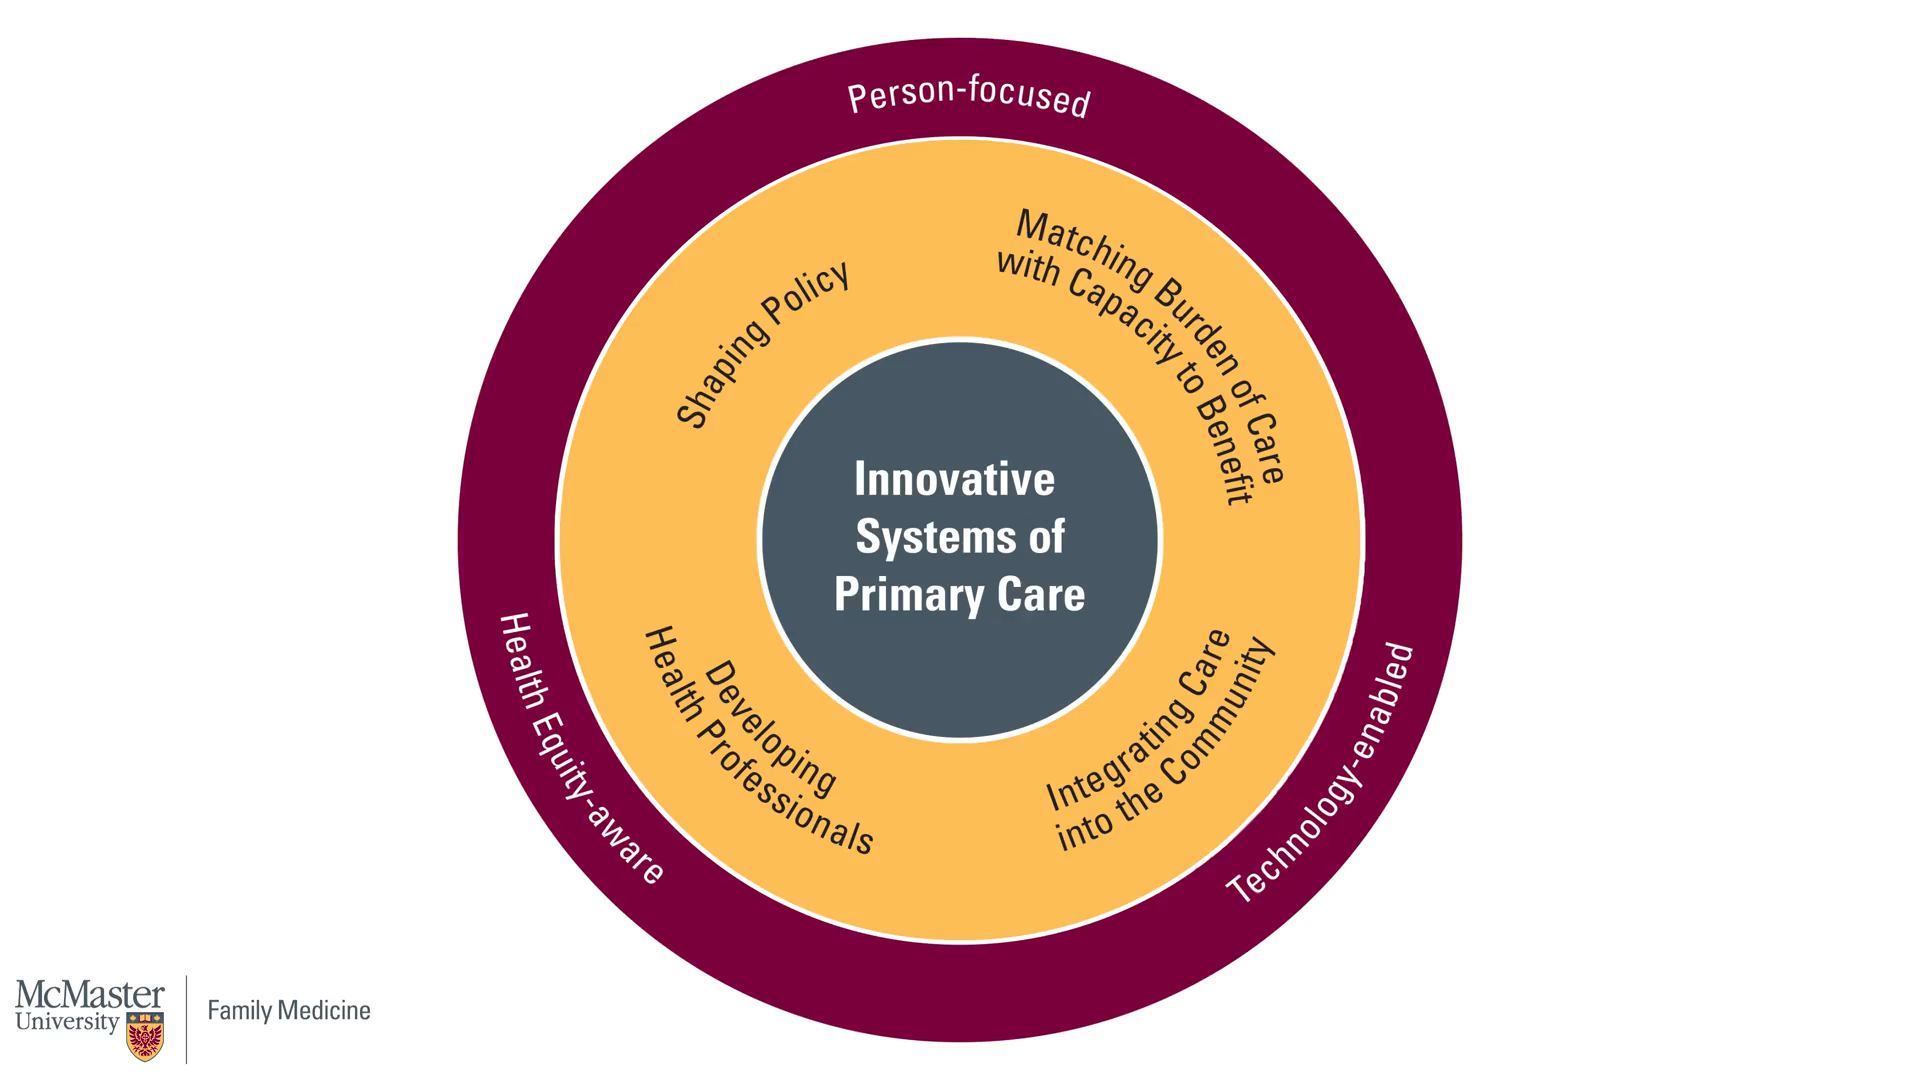 Person-focused
Matching Burden of Care
with Capacity to Benefit
Shaping Policy
Innovative
Systems of
Primary Care
Developing
Health Professionals
Integrating Care
into the Community
Health Equity-aware
Technology-enabled
McMaster
University
Family Medicine